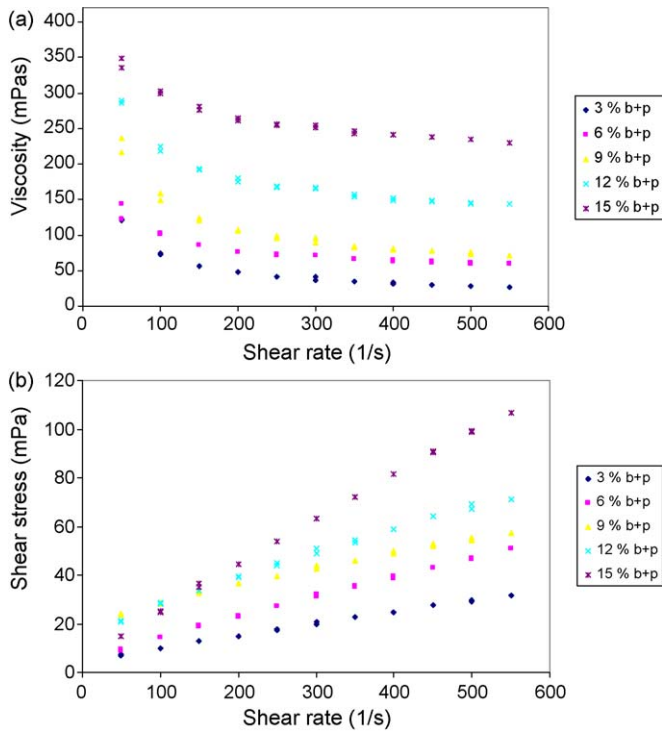 (a)
400
350
300
250
200
150
100
50
0
Viscosity (mPas)
0 100 200 300 400 500 600
Shear rate (1/s)
3 % b+p
6 % b+p
9 % b+p
12 % b+p
15 % b+p
(b)
120
100
80
60
40
20
0
Shear stress (mPa)
0 100 200 300 400 500 600
Shear rate (1/s)
3 % b+p
6 % b+p
9 % b+p
12 % b+p
15 % b+p